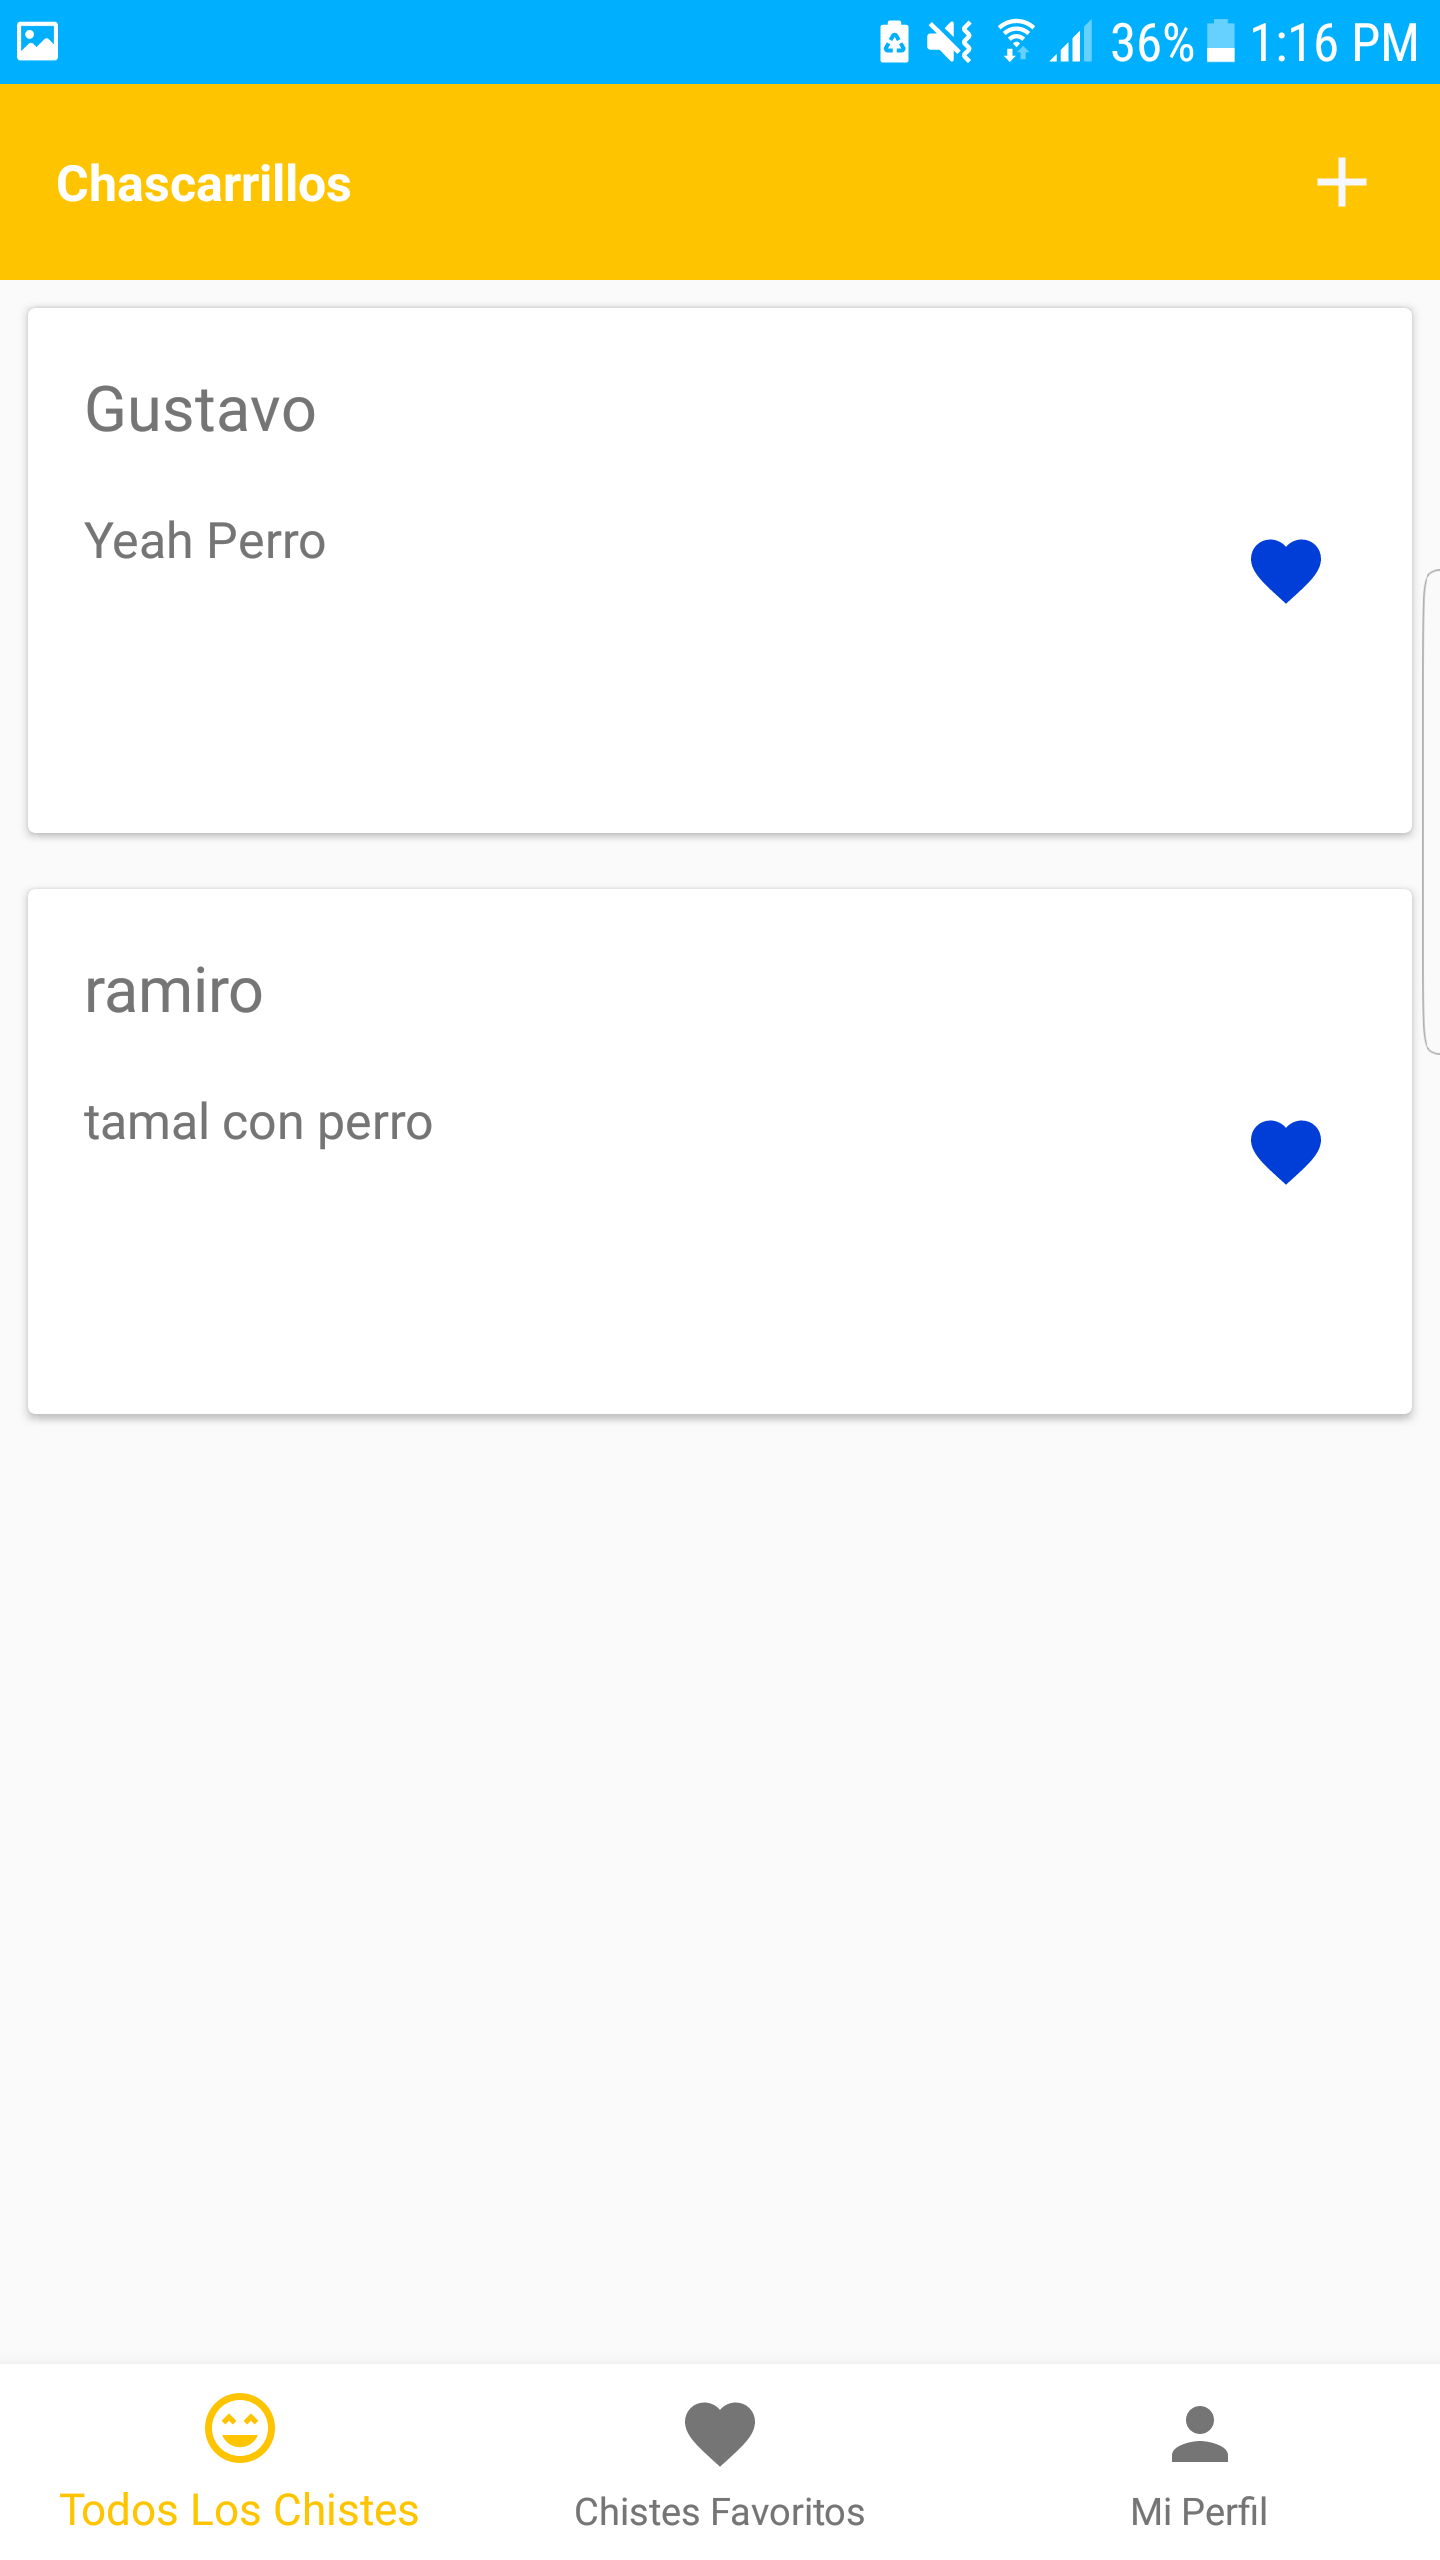 36% 1:16 PM
Chascarrillos
Gustavo
Yeah Perro
ramiro
tamal con perro
Todos Los Chistes
Chistes Favoritos
Mi Perfil